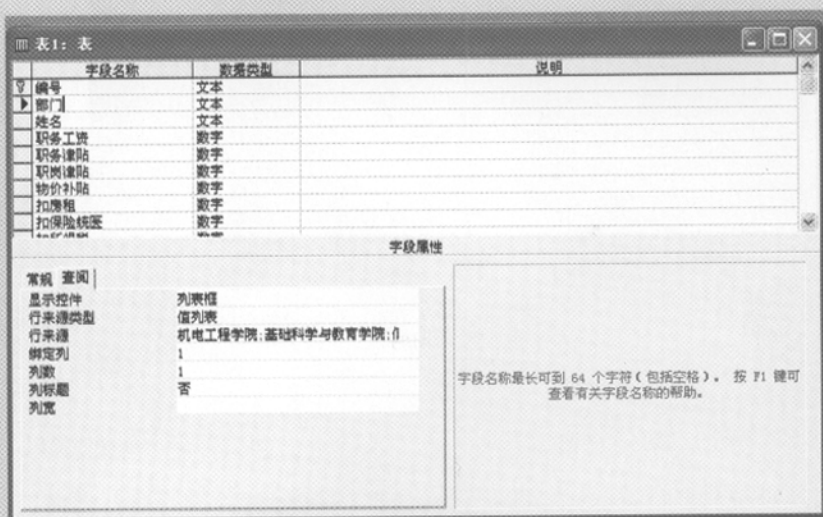 表1：表
字段名称 数据类型 说明
编号 文本
部门 文本
姓名 文本
职务工资 数字
职务津贴 数字
职岗津贴 数字
物价补贴 数字
扣房租 数字
扣保险统医 数字
字段属性
常规 查阅
显示控件 列表框
行来源类型 值列表
行来源 机电工程学院;基础科学与教育学院;
绑定列 1
列数 1
列标题 否
列宽
字段名称最长可到 64 个字符(包括空格)。 按 F1 键可
查看有关字段名称的帮助。